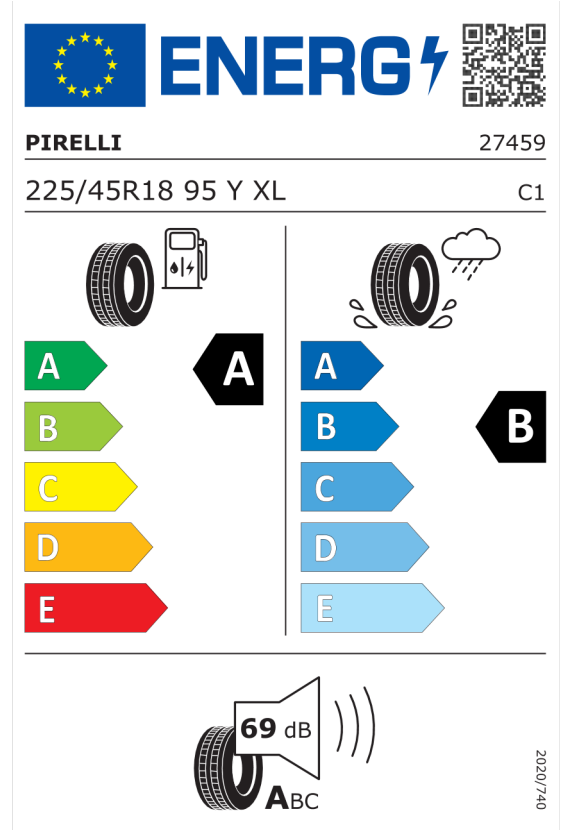 ENERG
PIRELLI 27459
225/45R18 95 Y XL C1
A A
B
C
D
E
A
B B
C
D
E
69 dB
ABC
2020/740